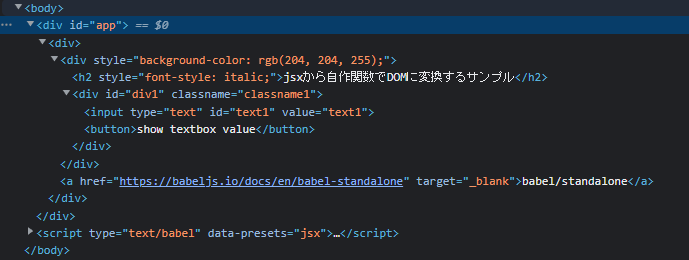 ▼<body>
▼<div id="app"> == $0
▼<div>
▼<div style="background-color: rgb(204, 204, 255);">
<h2 style="font-style: italic;">jsxから自作関数でDOMに変換するサンプル</h2>
▼<div id="div1" classname="classname1">
<input type="text" id="text1" value="text1">
<button>show textbox value</button>
</div>
</div>
<a href="https://babeljs.io/docs/en/babel-standalone" target="_blank">babel/standalone</a>
</div>
</div>
▶<script type="text/babel" data-presets="jsx">…</script>
</body>